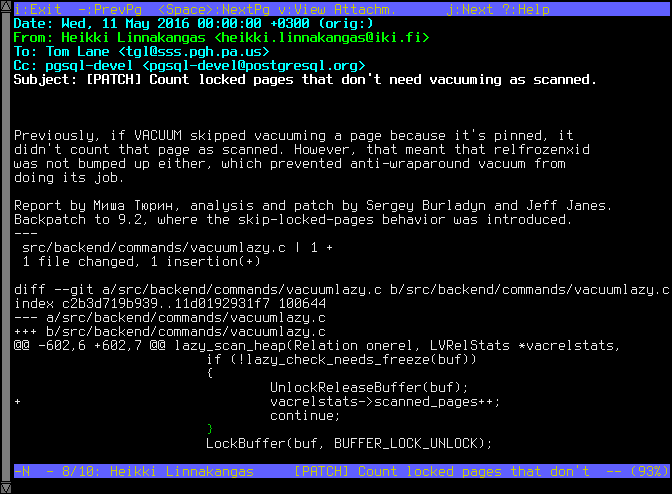 i:Exit  -:PrevPg  <Space>:NextPg v:View Attachm.      j:Next ?:Help
Date: Wed, 11 May 2016 00:00:00 +0300 (orig:)
From: Heikki Linnakangas <heikki.linnakangas@iki.fi>
To: Tom Lane <tgl@sss.pgh.pa.us>
Cc: pgsql-devel <pgsql-devel@postgresql.org>
Subject: [PATCH] Count locked pages that don't need vacuuming as scanned.
Previously, if VACUUM skipped vacuuming a page because it's pinned, it
didn't count that page as scanned. However, that meant that relfrozenxid
was not bumped up either, which prevented anti-wraparound vacuum from
doing its job.
Report by Миша Тюрин, analysis and patch by Sergey Burladyn and Jeff Janes.
Backpatch to 9.2, where the skip-locked-pages behavior was introduced.
---
 src/backend/commands/vacuumlazy.c | 1 +
 1 file changed, 1 insertion(+)
diff --git a/src/backend/commands/vacuumlazy.c b/src/backend/commands/vacuumlazy.c
index c2b3d719b939..11d0192931f7 100644
--- a/src/backend/commands/vacuumlazy.c
+++ b/src/backend/commands/vacuumlazy.c
@@ -602,6 +602,7 @@ lazy_scan_heap(Relation onerel, LVRelStats *vacrelstats,
                        if (!lazy_check_needs_freeze(buf))
                        {
                                UnlockReleaseBuffer(buf);
+                               vacrelstats->scanned_pages++;
                                continue;
                        }
                        LockBuffer(buf, BUFFER_LOCK_UNLOCK);
-N  - 8/10: Heikki Linnakangas     [PATCH] Count locked pages that don't  -- (93%)